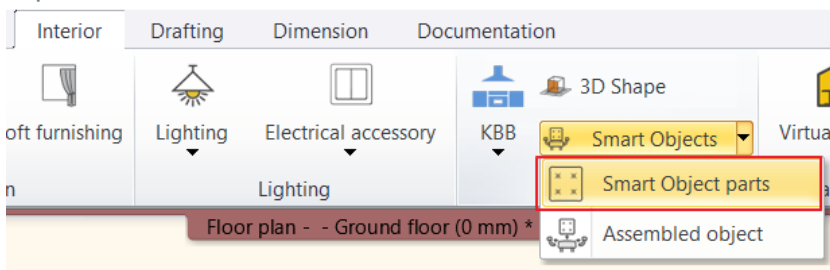 Interior Drafting Dimension Documentation
3D Shape
oft furnishing Lighting Electrical accessory KBB Smart Objects Virtua
n Lighting
Smart Object parts
Floor plan - - Ground floor (0 mm) *
Assembled object